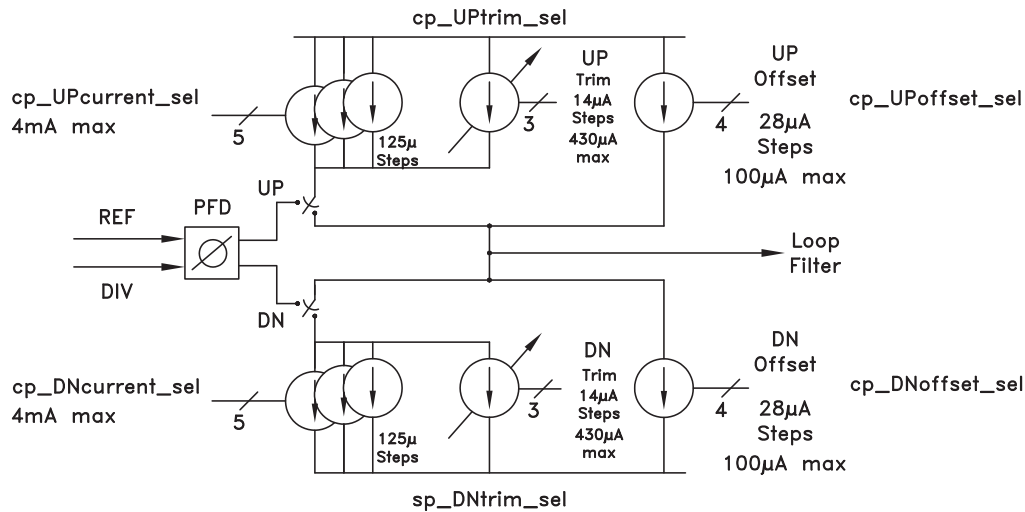 cp_UPtrim_sel
cp_UPcurrent_sel
4mA max
5
125µ
Steps
3
UP
Trim
14µA
Steps
430µA
max
4
UP
Offset
28µA
Steps
100µA max
cp_UPoffset_sel
REF
DIV
PFD
UP
DN
Loop
Filter
cp_DNcurrent_sel
4mA max
5
125µ
Steps
3
DN
Trim
14µA
Steps
430µA
max
4
DN
Offset
28µA
Steps
100µA max
cp_DNoffset_sel
sp_DNtrim_sel